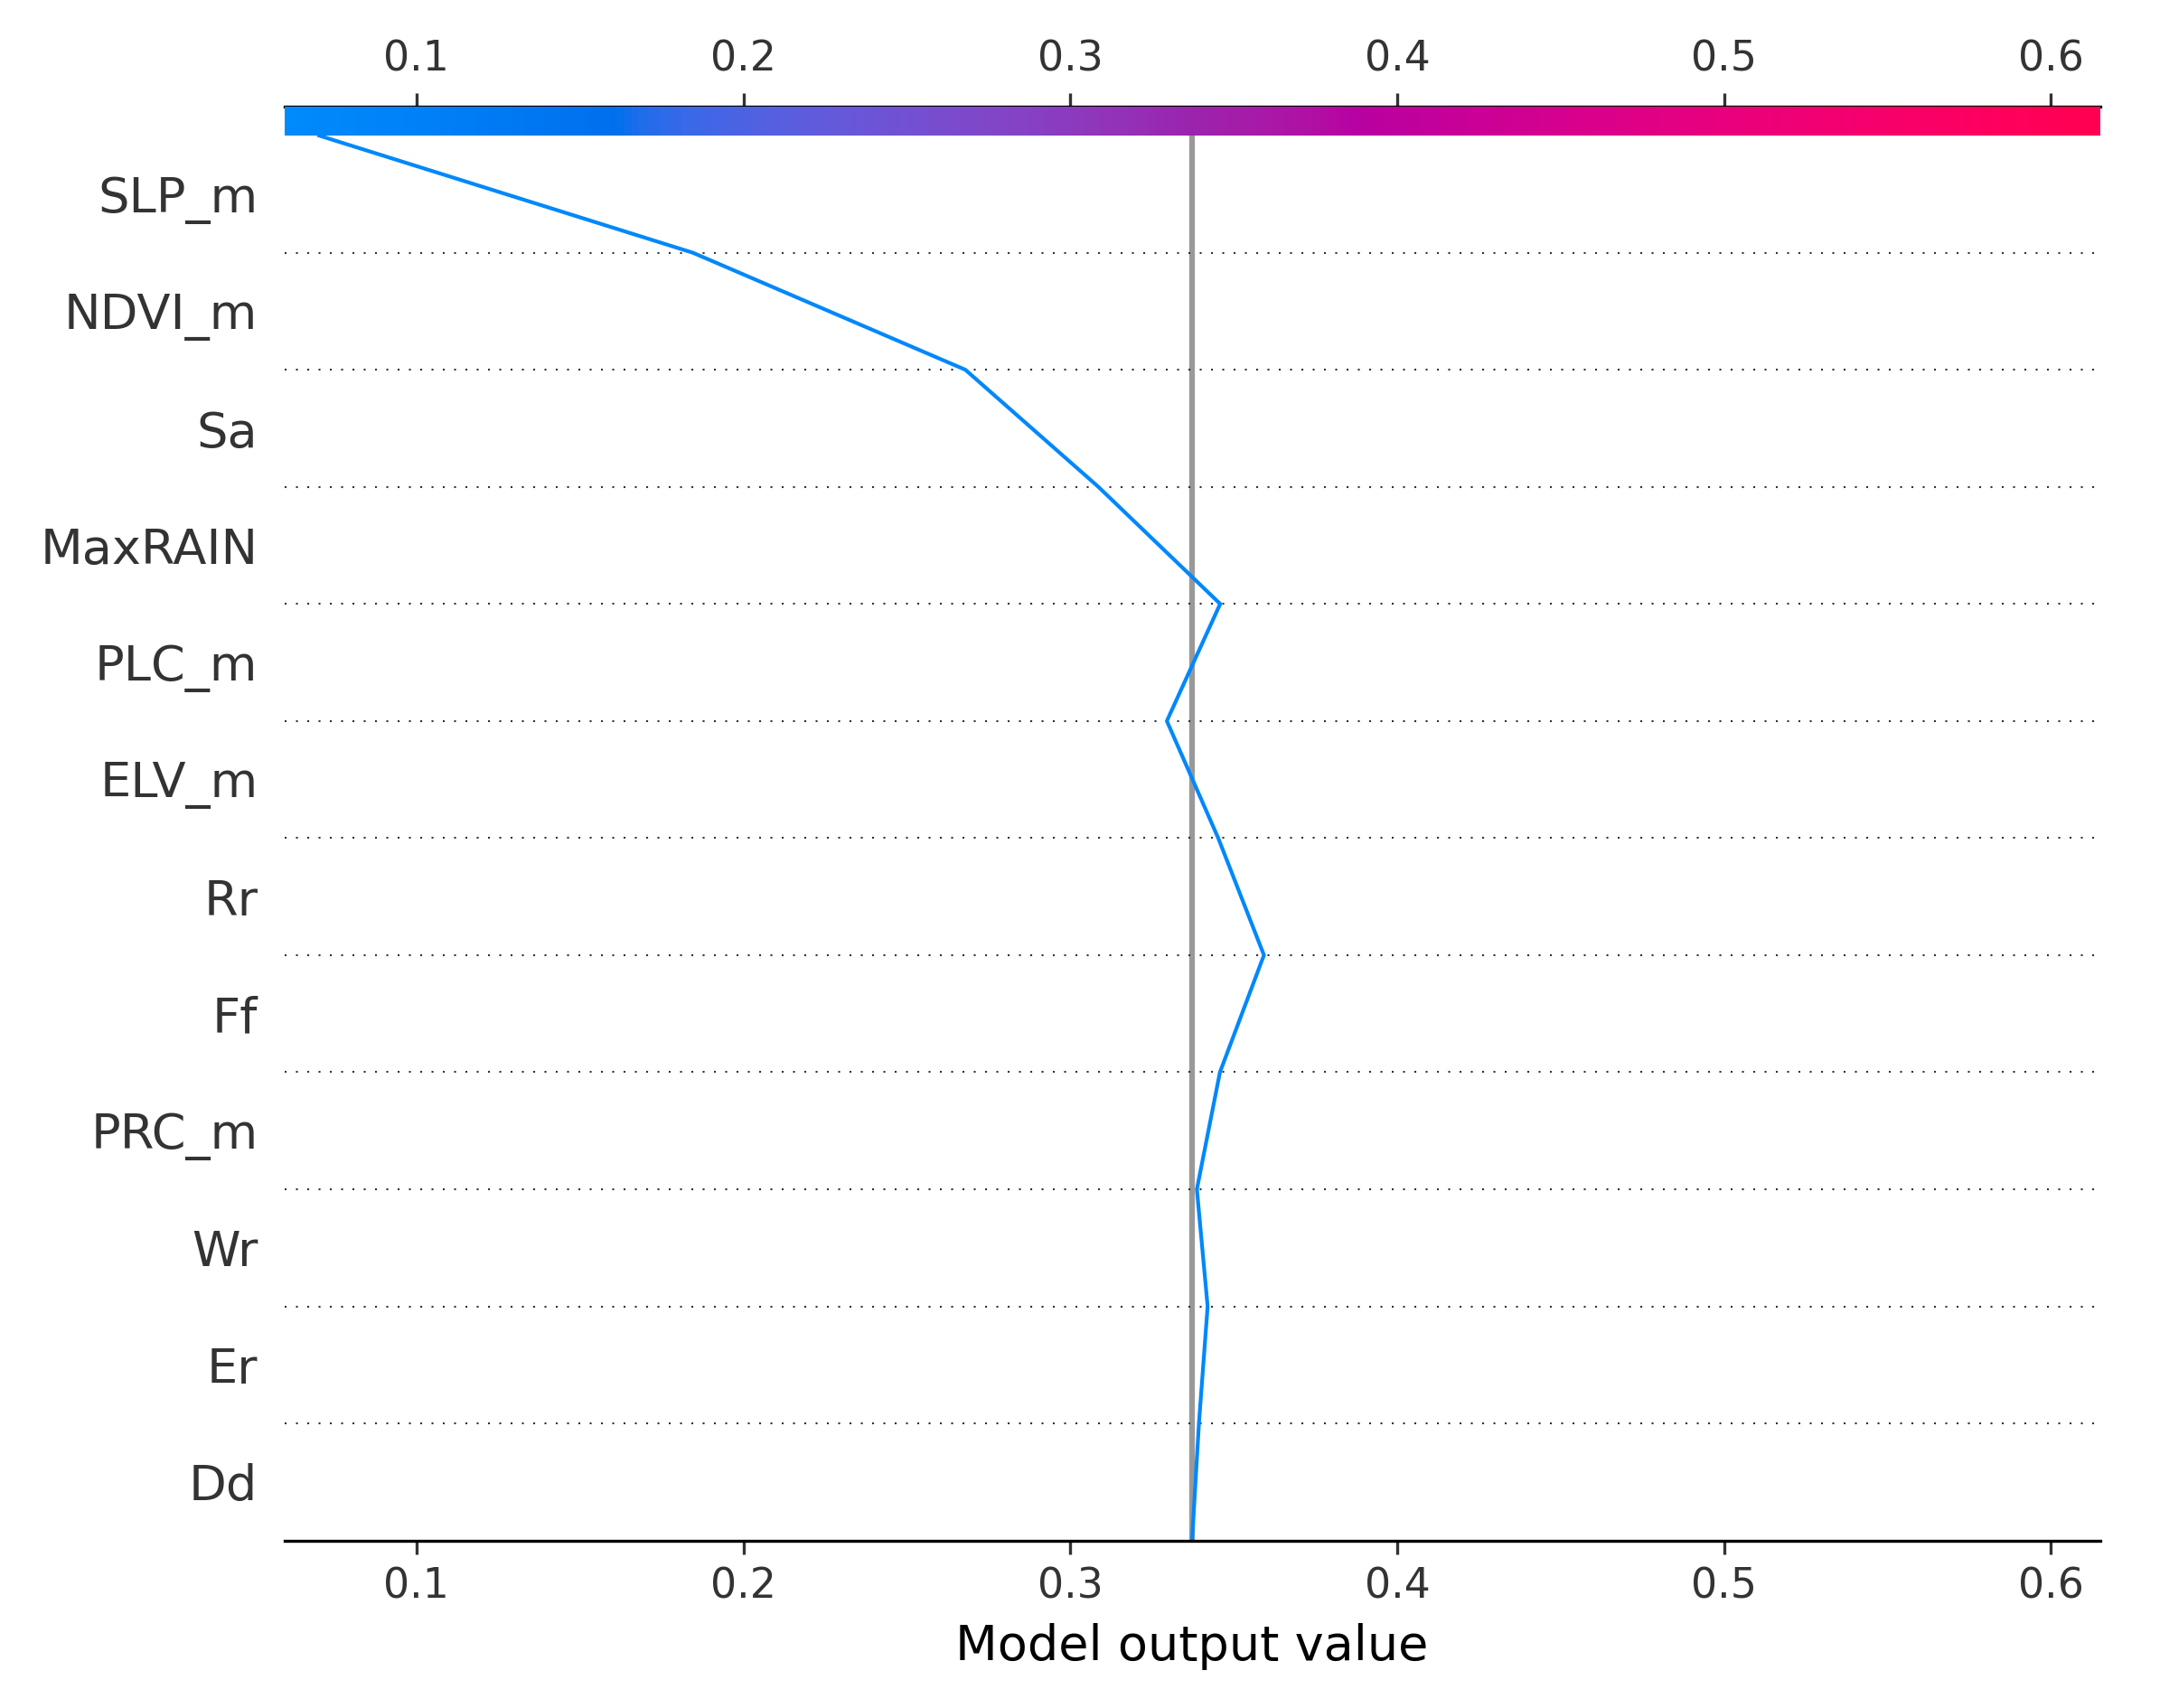 0.1 0.2 0.3 0.4 0.5 0.6
SLP_m
NDVI_m
Sa
MaxRAIN
PLC_m
ELV_m
Rr
Ff
PRC_m
Wr
Er
Dd
0.1 0.2 0.3 0.4 0.5 0.6
Model output value